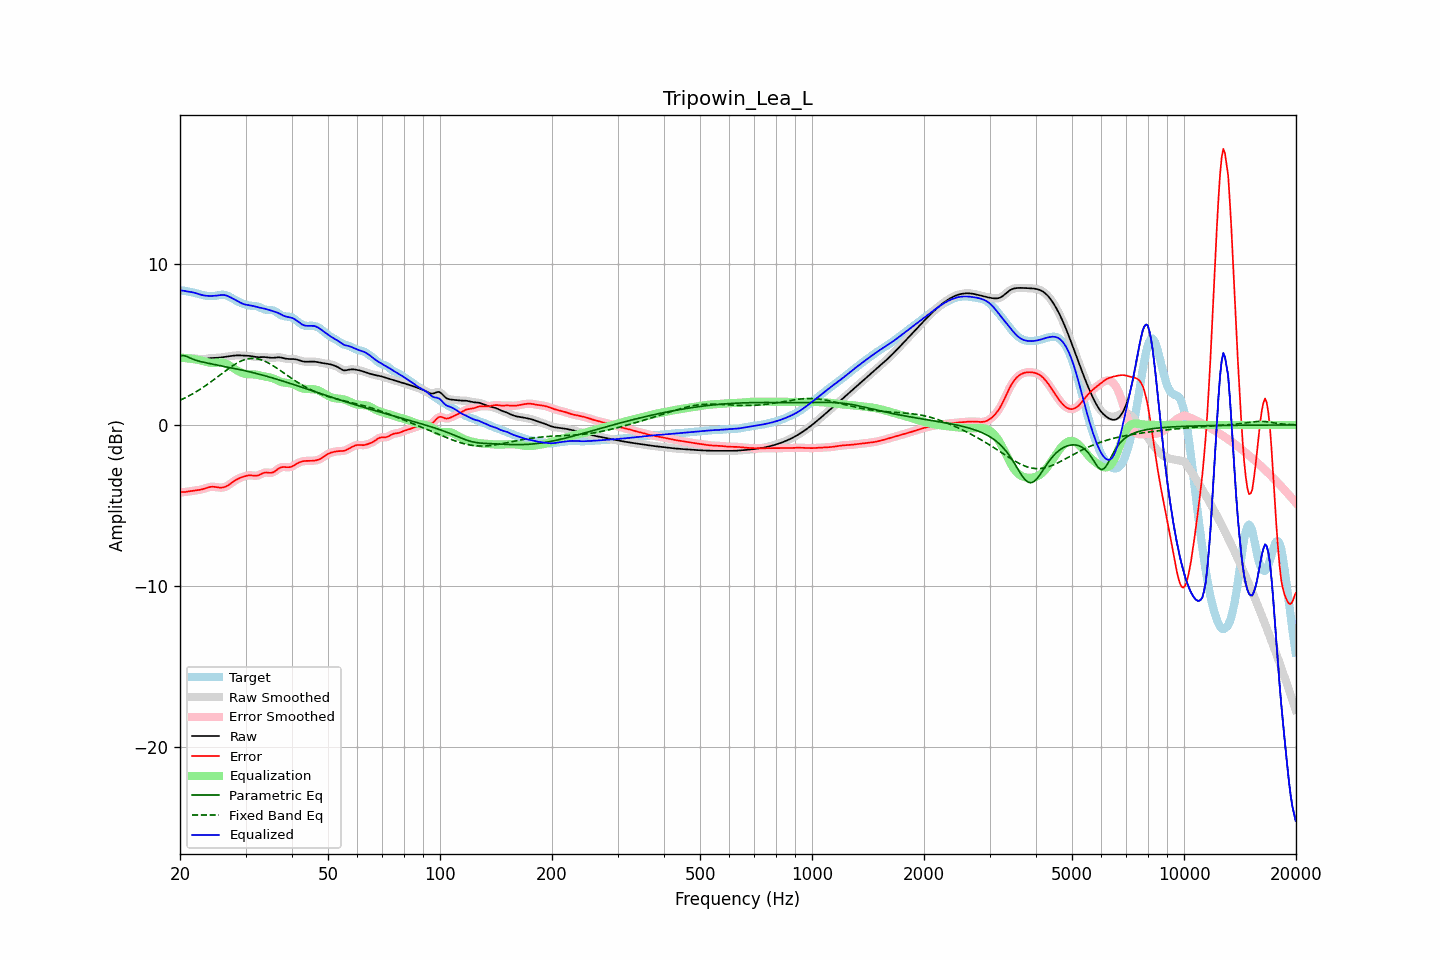 Tripowin_Lea_L
Amplitude (dBr)
10
0
−10
−20
Target
Raw Smoothed
Error Smoothed
Raw
Error
Equalization
Parametric Eq
Fixed Band Eq
Equalized
20 50 100 200 500 1000 2000 5000 10000 20000
Frequency (Hz)